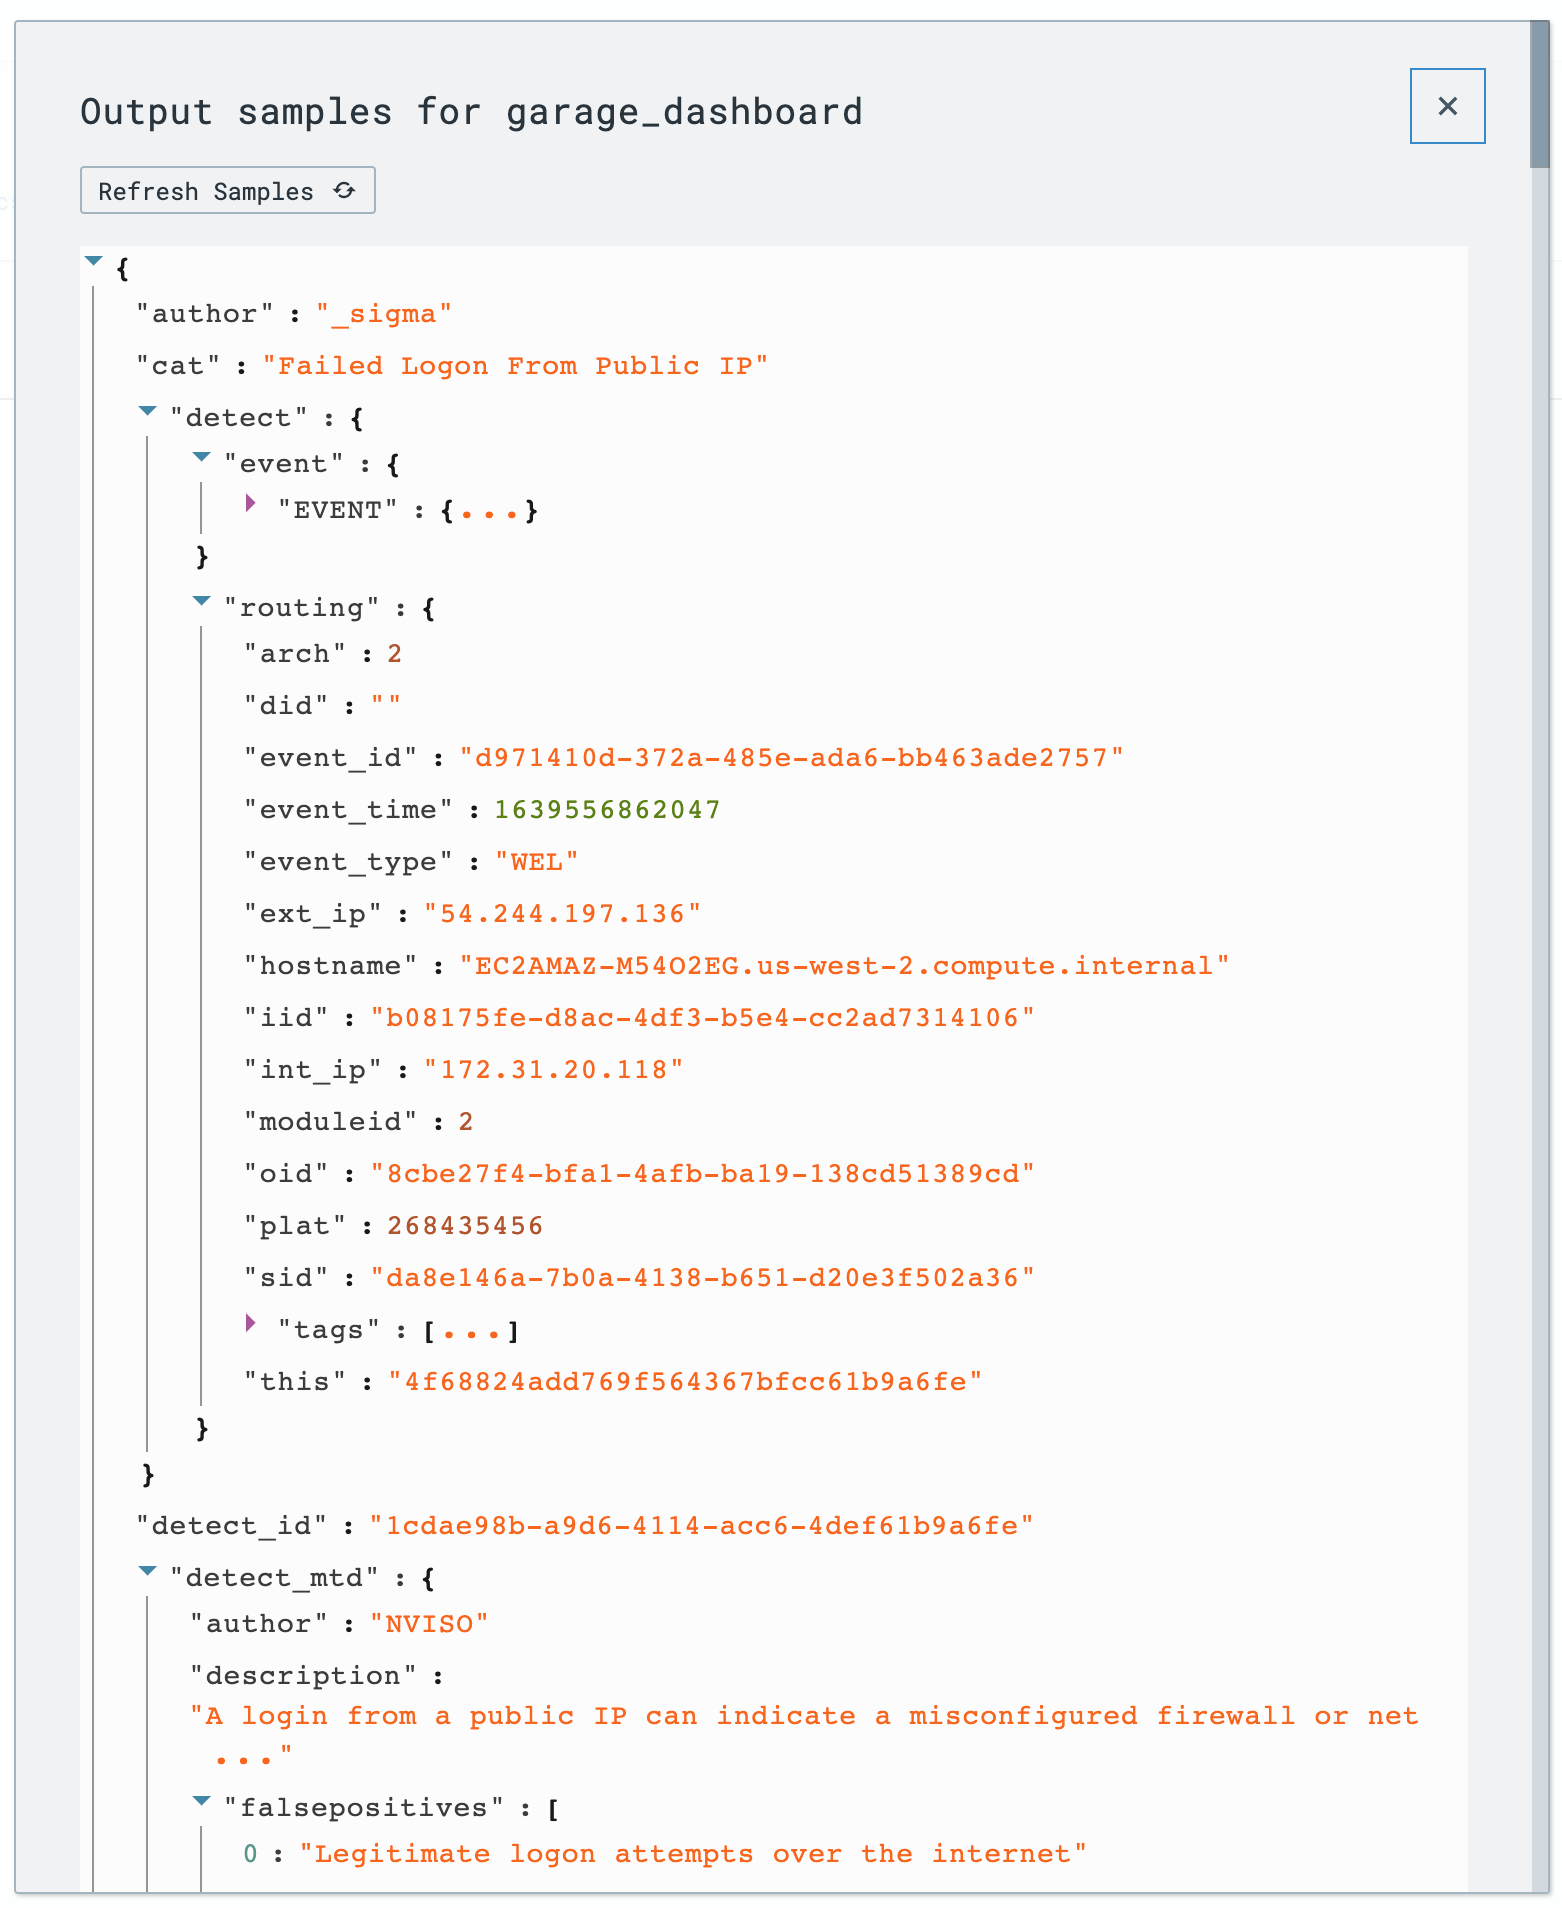 Output samples for garage_dashboard
×
Refresh Samples
{
"author" : "_sigma"
"cat" : "Failed Logon From Public IP"
"detect" : {
"event" : {
"EVENT" : {...}
}
"routing" : {
"arch" : 2
"did" : ""
"event_id" : "d971410d-372a-485e-ada6-bb463ade2757"
"event_time" : 1639556862047
"event_type" : "WEL"
"ext_ip" : "54.244.197.136"
"hostname" : "EC2AMAZ-M54O2EG.us-west-2.compute.internal"
"iid" : "b08175fe-d8ac-4df3-b5e4-cc2ad7314106"
"int_ip" : "172.31.20.118"
"moduleid" : 2
"oid" : "8cbe27f4-bfa1-4afb-ba19-138cd51389cd"
"plat" : 268435456
"sid" : "da8e146a-7b0a-4138-b651-d20e3f502a36"
"tags" : [...]
"this" : "4f68824add769f564367bfcc61b9a6fe"
}
}
"detect_id" : "1cdae98b-a9d6-4114-acc6-4def61b9a6fe"
"detect_mtd" : {
"author" : "NVISO"
"description" :
"A login from a public IP can indicate a misconfigured firewall or net
..."
"falsepositives" : [
0 : "Legitimate logon attempts over the internet"